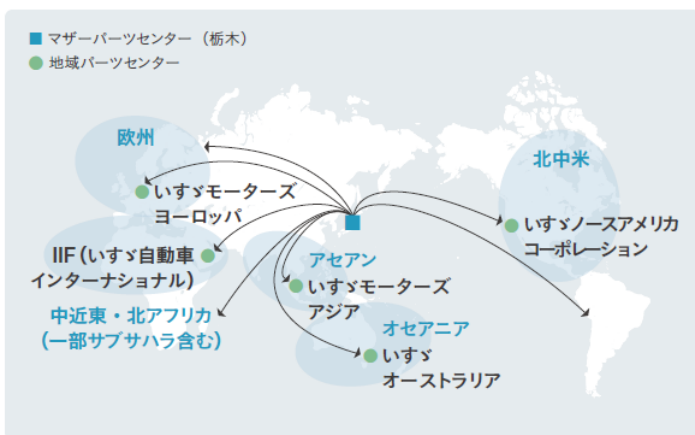 マザーパーツセンター（栃木）
地域パーツセンター
欧州
いすゞモーターズ
ヨーロッパ
北中米
いすゞノースアメリカ
コーポレーション
IIF（いすゞ自動車
インターナショナル）
アセアン
いすゞモーターズ
アジア
中近東・北アフリカ
（一部サブサハラ含む）
オセアニア
いすゞ
オーストラリア